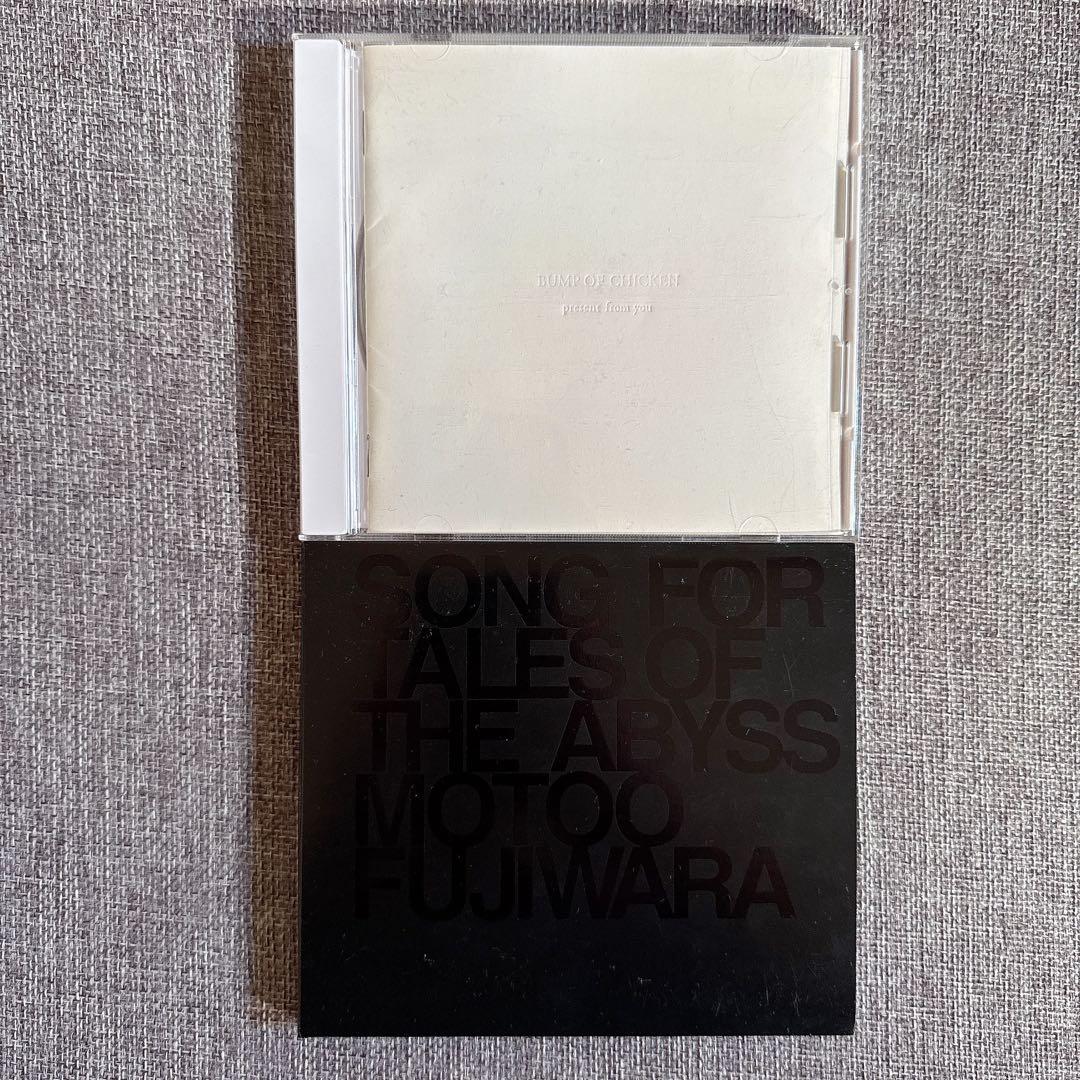 BUMP OF CHICKEN
present from you
SONG FOR
TALES OF
THE ABYSS
MOTOO
FUJIWARA